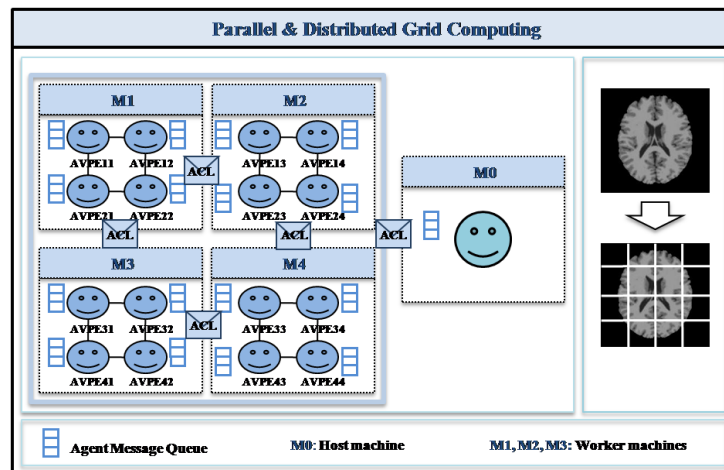 Parallel & Distributed Grid Computing
M1
M2
AVPE11 AVPE12
AVPE13 AVPE14
ACL
M0
AVPE21 AVPE22
AVPE23 AVPE24
ACL
ACL
ACL
M3
M4
AVPE31 AVPE32
AVPE33 AVPE34
ACL
AVPE41 AVPE42
AVPE43 AVPE44
Agent Message Queue
M0: Host machine
M1, M2, M3: Worker machines